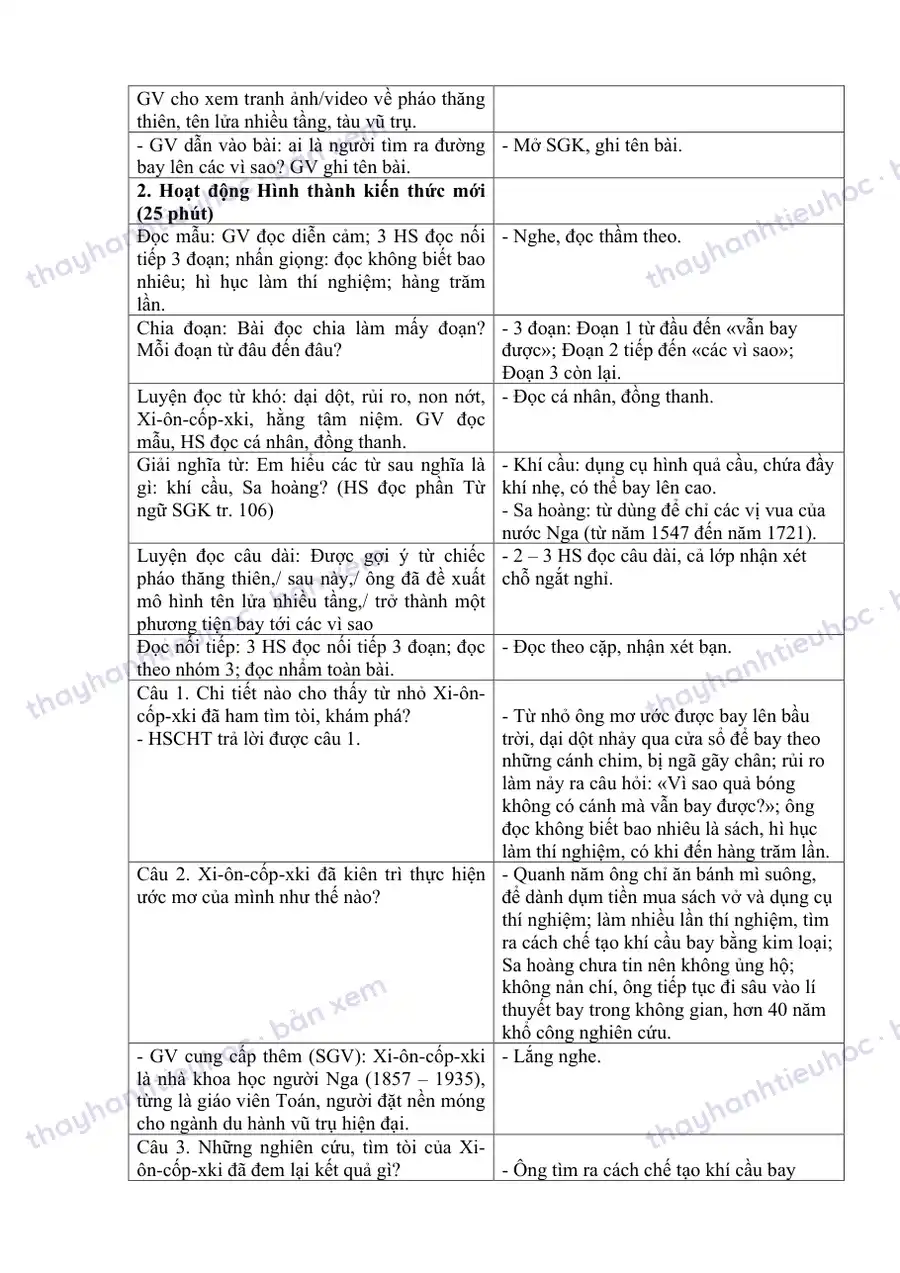 GV cho xem tranh ảnh/video về pháo thăng
thiên, tên lửa nhiều tầng, tàu vũ trụ.
- GV dẫn vào bài: ai là người tìm ra đường
bay lên các vì sao? GV ghi tên bài.
- Mở SGK, ghi tên bài.
2. Hoạt động Hình thành kiến thức mới
(25 phút)
Đọc mẫu: GV đọc diễn cảm; 3 HS đọc nối
tiếp 3 đoạn; nhấn giọng: đọc không biết bao
nhiêu; hì hục làm thí nghiệm; hàng trăm
lần.
- Nghe, đọc thầm theo.
Chia đoạn: Bài đọc chia làm mấy đoạn?
Mỗi đoạn từ đâu đến đâu?
- 3 đoạn: Đoạn 1 từ đầu đến «vẫn bay
được»; Đoạn 2 tiếp đến «các vì sao»;
Đoạn 3 còn lại.
Luyện đọc từ khó: dại dột, rủi ro, non nớt,
Xi-ôn-cốp-xki, hằng tâm niệm. GV đọc
mẫu, HS đọc cá nhân, đồng thanh.
- Đọc cá nhân, đồng thanh.
Giải nghĩa từ: Em hiểu các từ sau nghĩa là
gì: khí cầu, Sa hoàng? (HS đọc phần Từ
ngữ SGK tr. 106)
- Khí cầu: dụng cụ hình quả cầu, chứa đầy
khí nhẹ, có thể bay lên cao.
- Sa hoàng: từ dùng để chỉ các vị vua của
nước Nga (từ năm 1547 đến năm 1721).
Luyện đọc câu dài: Được gợi ý từ chiếc
pháo thăng thiên,/ sau này,/ ông đã đề xuất
mô hình tên lửa nhiều tầng,/ trở thành một
phương tiện bay tới các vì sao
- 2 – 3 HS đọc câu dài, cả lớp nhận xét
chỗ ngắt nghỉ.
Đọc nối tiếp: 3 HS đọc nối tiếp 3 đoạn; đọc
theo nhóm 3; đọc nhẩm toàn bài.
- Đọc theo cặp, nhận xét bạn.
Câu 1. Chi tiết nào cho thấy từ nhỏ Xi-ôn-
cốp-xki đã ham tìm tòi, khám phá?
- HSCHT trả lời được câu 1.
- Từ nhỏ ông mơ ước được bay lên bầu
trời, dại dột nhảy qua cửa sổ để bay theo
những cánh chim, bị ngã gãy chân; rủi ro
làm nảy ra câu hỏi: «Vì sao quả bóng
không có cánh mà vẫn bay được?»; ông
đọc không biết bao nhiêu là sách, hì hục
làm thí nghiệm, có khi đến hàng trăm lần.
Câu 2. Xi-ôn-cốp-xki đã kiên trì thực hiện
ước mơ của mình như thế nào?
- Quanh năm ông chỉ ăn bánh mì suông,
để dành dụm tiền mua sách vở và dụng cụ
thí nghiệm; làm nhiều lần thí nghiệm, tìm
ra cách chế tạo khí cầu bay bằng kim loại;
Sa hoàng chưa tin nên không ủng hộ;
không nản chí, ông tiếp tục đi sâu vào lí
thuyết bay trong không gian, hơn 40 năm
khổ công nghiên cứu.
- GV cung cấp thêm (SGV): Xi-ôn-cốp-xki
là nhà khoa học người Nga (1857 – 1935),
từng là giáo viên Toán, người đặt nền móng
cho ngành du hành vũ trụ hiện đại.
- Lắng nghe.
Câu 3. Những nghiên cứu, tìm tòi của Xi-
ôn-cốp-xki đã đem lại kết quả gì?
- Ông tìm ra cách chế tạo khí cầu bay
thayhanhtieuhoc · bản xem
thayhanhtieuhoc · b
thayhanhtieuhoc · bản xem
thayhanhtieuhoc · b
thayhanhtieuhoc · bản xem
thayhanhtieuhoc · b